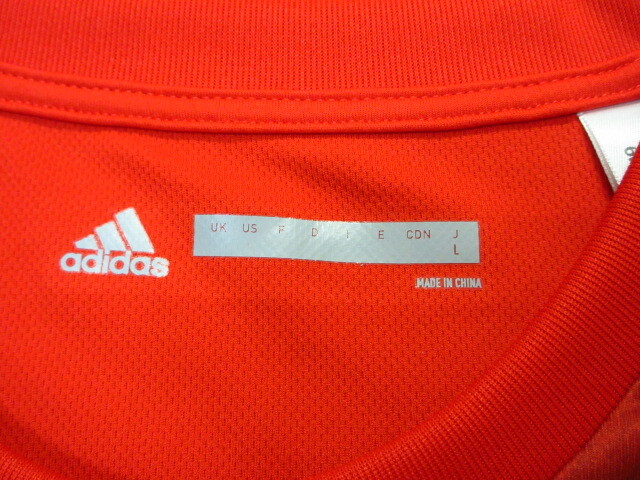 adidas
UK US F D I E CDN J
L
MADE IN CHINA